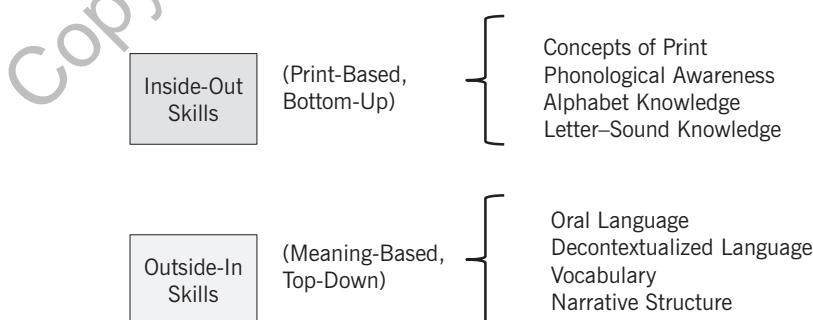 Copy
Inside-Out
Skills
(Print-Based,
Bottom-Up)
Concepts of Print
Phonological Awareness
Alphabet Knowledge
Letter–Sound Knowledge
Outside-In
Skills
(Meaning-Based,
Top-Down)
Oral Language
Decontextualized Language
Vocabulary
Narrative Structure